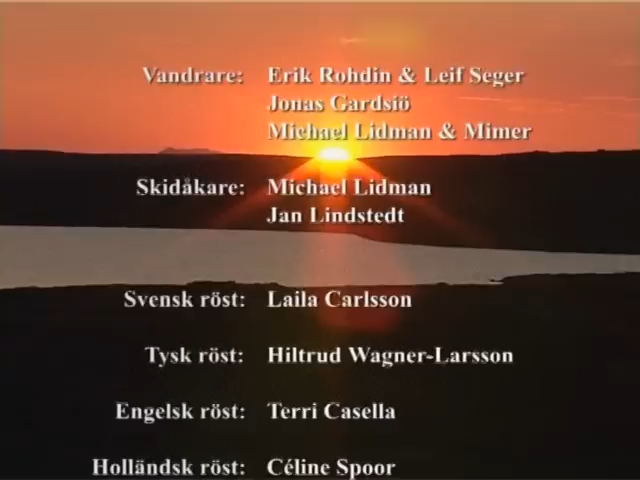 Vandrare: Erik Rohdin & Leif Seger
Jonas Gardsiö
Michael Lidman & Mimer
Skidåkare: Michael Lidman
Jan Lindstedt
Svensk röst: Laila Carlsson
Tysk röst: Hiltrud Wagner-Larsson
Engelsk röst: Terri Casella
Holländsk röst: Céline Spoor